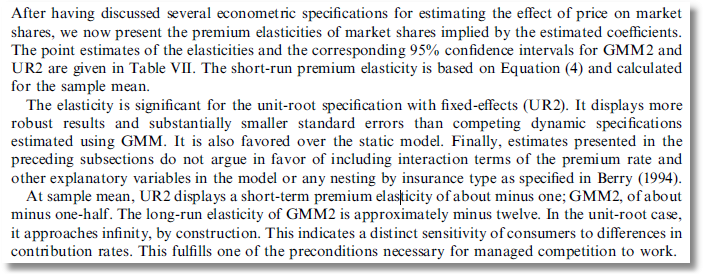 After having discussed several econometric specifications for estimating the effect of price on market
shares, we now present the premium elasticities of market shares implied by the estimated coefficients.
The point estimates of the elasticities and the corresponding 95% confidence intervals for GMM2 and
UR2 are given in Table VII. The short-run premium elasticity is based on Equation (4) and calculated
for the sample mean.
The elasticity is significant for the unit-root specification with fixed-effects (UR2). It displays more
robust results and substantially smaller standard errors than competing dynamic specifications
estimated using GMM. It is also favored over the static model. Finally, estimates presented in the
preceding subsections do not argue in favor of including interaction terms of the premium rate and
other explanatory variables in the model or any nesting by insurance type as specified in Berry (1994).
At sample mean, UR2 displays a short-term premium elasticity of about minus one; GMM2, of about
minus one-half. The long-run elasticity of GMM2 is approximately minus twelve. In the unit-root case,
it approaches infinity, by construction. This indicates a distinct sensitivity of consumers to differences in
contribution rates. This fulfills one of the preconditions necessary for managed competition to work.